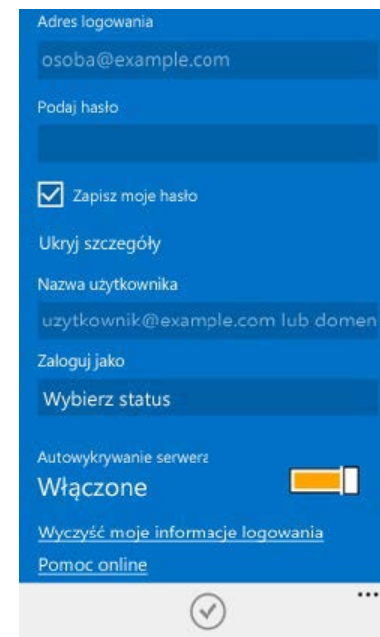 Adres logowania
osoba@example.com
Podaj hasło
Zapisz moje hasło
Ukryj szczegóły
Nazwa użytkownika
uzytkownik@example.com lub domen
Zaloguj jako
Wybierz status
Autowykrywanie serwera
Włączone
Wyczyść moje informacje logowania
Pomoc online